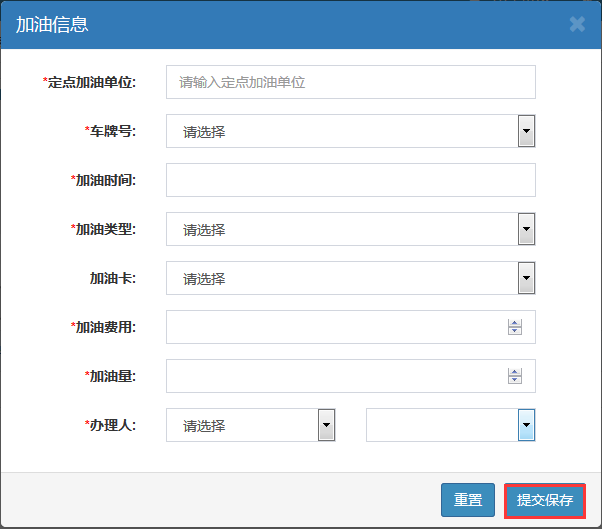 加油信息
*定点加油单位: 请输入定点加油单位
*车牌号: 请选择
*加油时间:
*加油类型: 请选择
加油卡: 请选择
*加油费用:
*加油量:
*办理人: 请选择
重置 提交保存